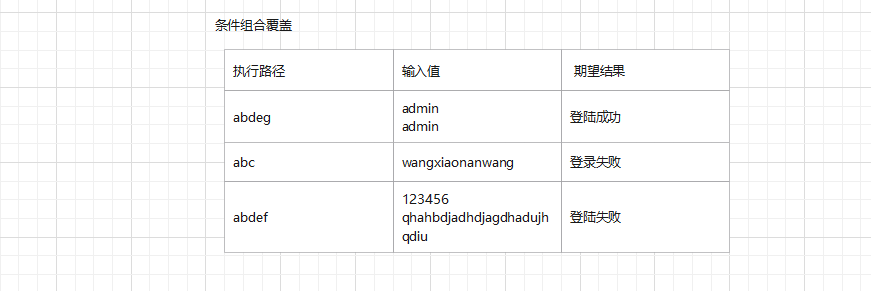 条件组合覆盖
执行路径 输入值 期望结果
abdeg admin admin 登陆成功
abc wangxiaonanwang 登录失败
abdef 123456 qhahbdjadhdjagdhadujh qdiu 登陆失败